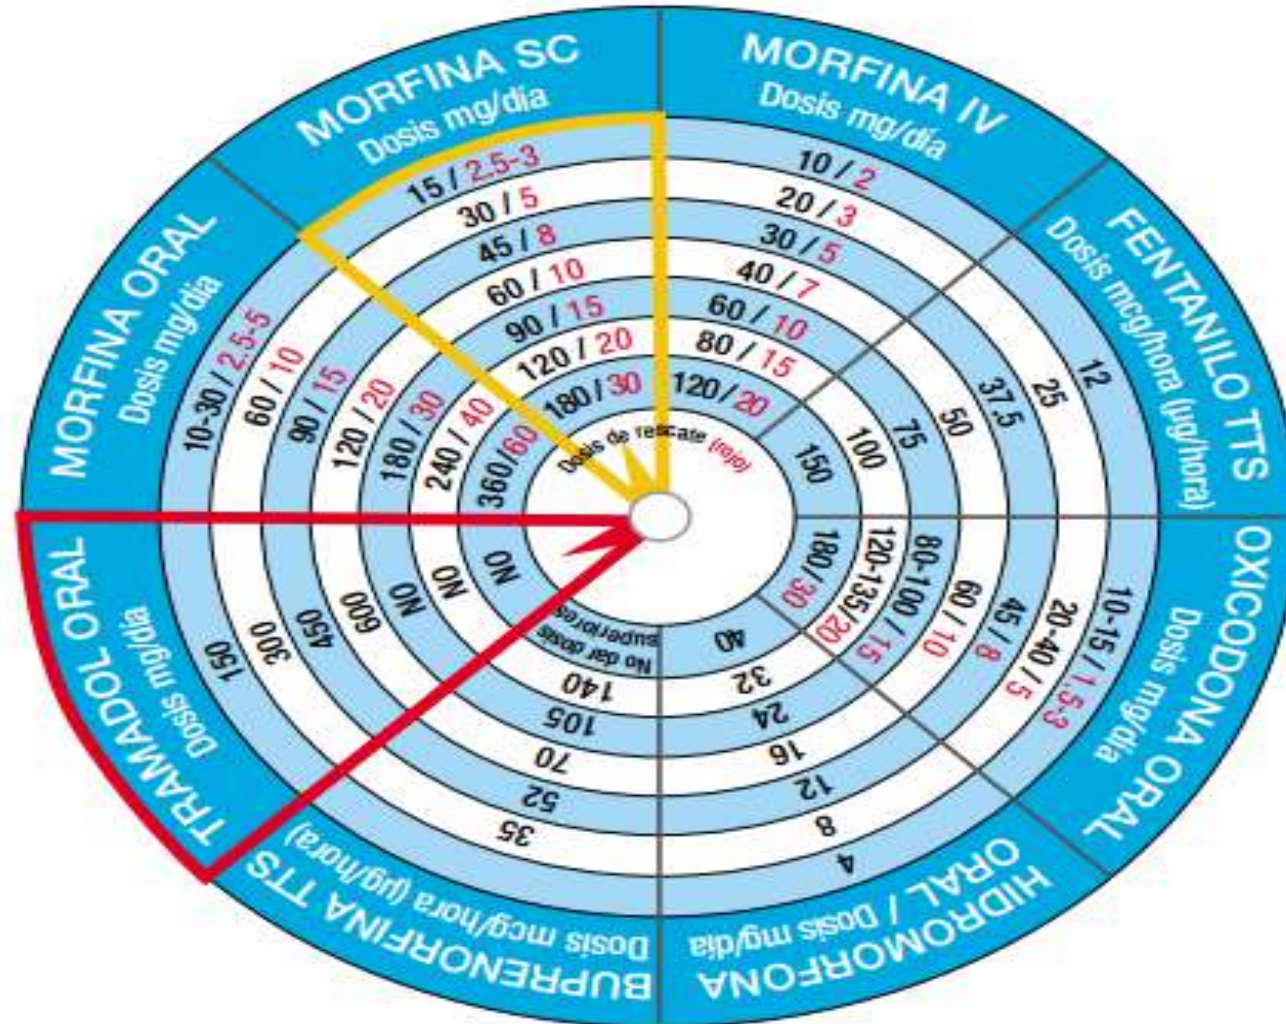 MORFINA SC
Dosis mg/día
15 / 2.5-3
30 / 5
45 / 8
60 / 10
90 / 15
120 / 20
180 / 30
MORFINA IV
Dosis mg/día
10 / 2
20 / 3
30 / 5
40 / 7
60 / 10
80 / 15
120 / 20
FENTANILO TTS
Dosis mcg/hora (µg/hora)
12
25
37.5
50
75
100
150
OXICODONA ORAL
Dosis mg/día
10-15 / 1.5-3
20-40 / 5
45 / 8
60 / 10
80-100 / 15
120-135/20
180/30
HIDROMORFONA
ORAL / Dosis mg/día
4
8
12
16
24
32
40
BUPRENORFINA TTS
Dosis mcg/hora (µg/hora)
35
52
70
105
140
No dar dosis
superiores
TRAMADOL ORAL
Dosis mg/día
150
300
450
600
NO
NO
NO
MORFINA ORAL
Dosis mg/día
10-30 / 2.5-5
60 / 10
90 / 15
120 / 20
180 / 30
240 / 40
360/60
Dosis de rescate (rojo)